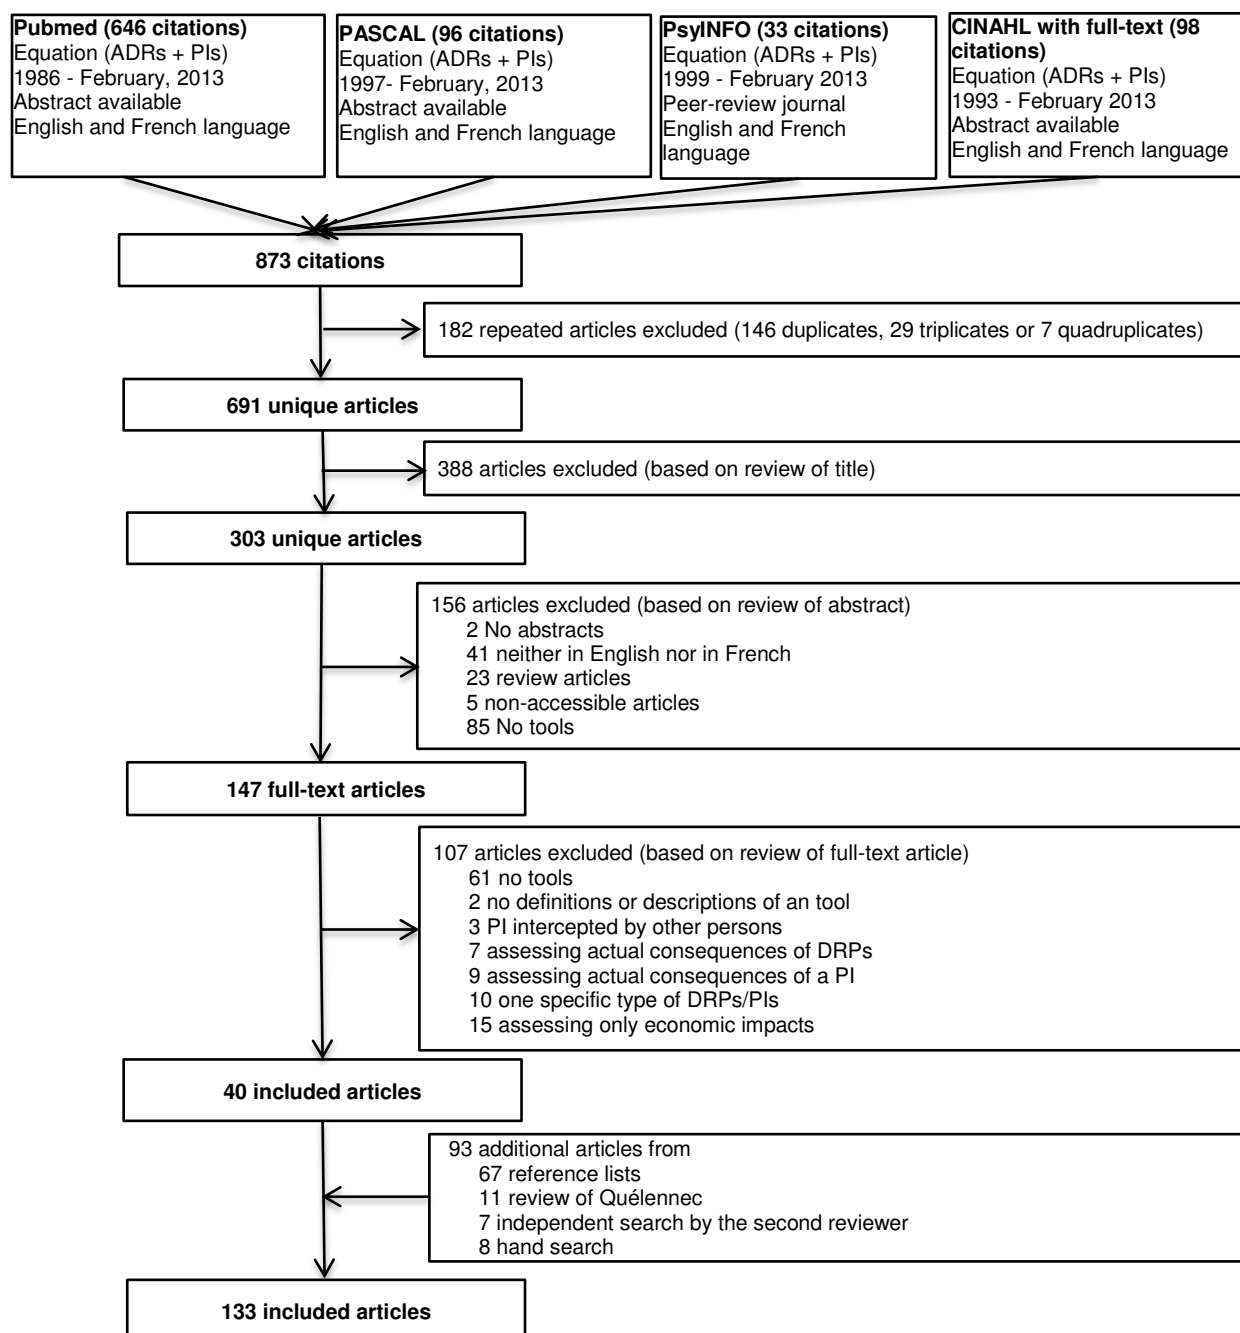 Pubmed (646 citations)
Equation (ADRs + PIs)
1986 - February, 2013
Abstract available
English and French language
PASCAL (96 citations)
Equation (ADRs + PIs)
1997- February, 2013
Abstract available
English and French language
PsyINFO (33 citations)
Equation (ADRs + PIs)
1999 - February 2013
Peer-review journal
English and French
language
CINAHL with full-text (98
citations)
Equation (ADRs + PIs)
1993 - February 2013
Abstract available
English and French language
873 citations
182 repeated articles excluded (146 duplicates, 29 triplicates or 7 quadruplicates)
691 unique articles
388 articles excluded (based on review of title)
303 unique articles
156 articles excluded (based on review of abstract)
2 No abstracts
41 neither in English nor in French
23 review articles
5 non-accessible articles
85 No tools
147 full-text articles
107 articles excluded (based on review of full-text article)
61 no tools
2 no definitions or descriptions of an tool
3 PI intercepted by other persons
7 assessing actual consequences of DRPs
9 assessing actual consequences of a PI
10 one specific type of DRPs/PIs
15 assessing only economic impacts
40 included articles
93 additional articles from
67 reference lists
11 review of Quélennec
7 independent search by the second reviewer
8 hand search
133 included articles